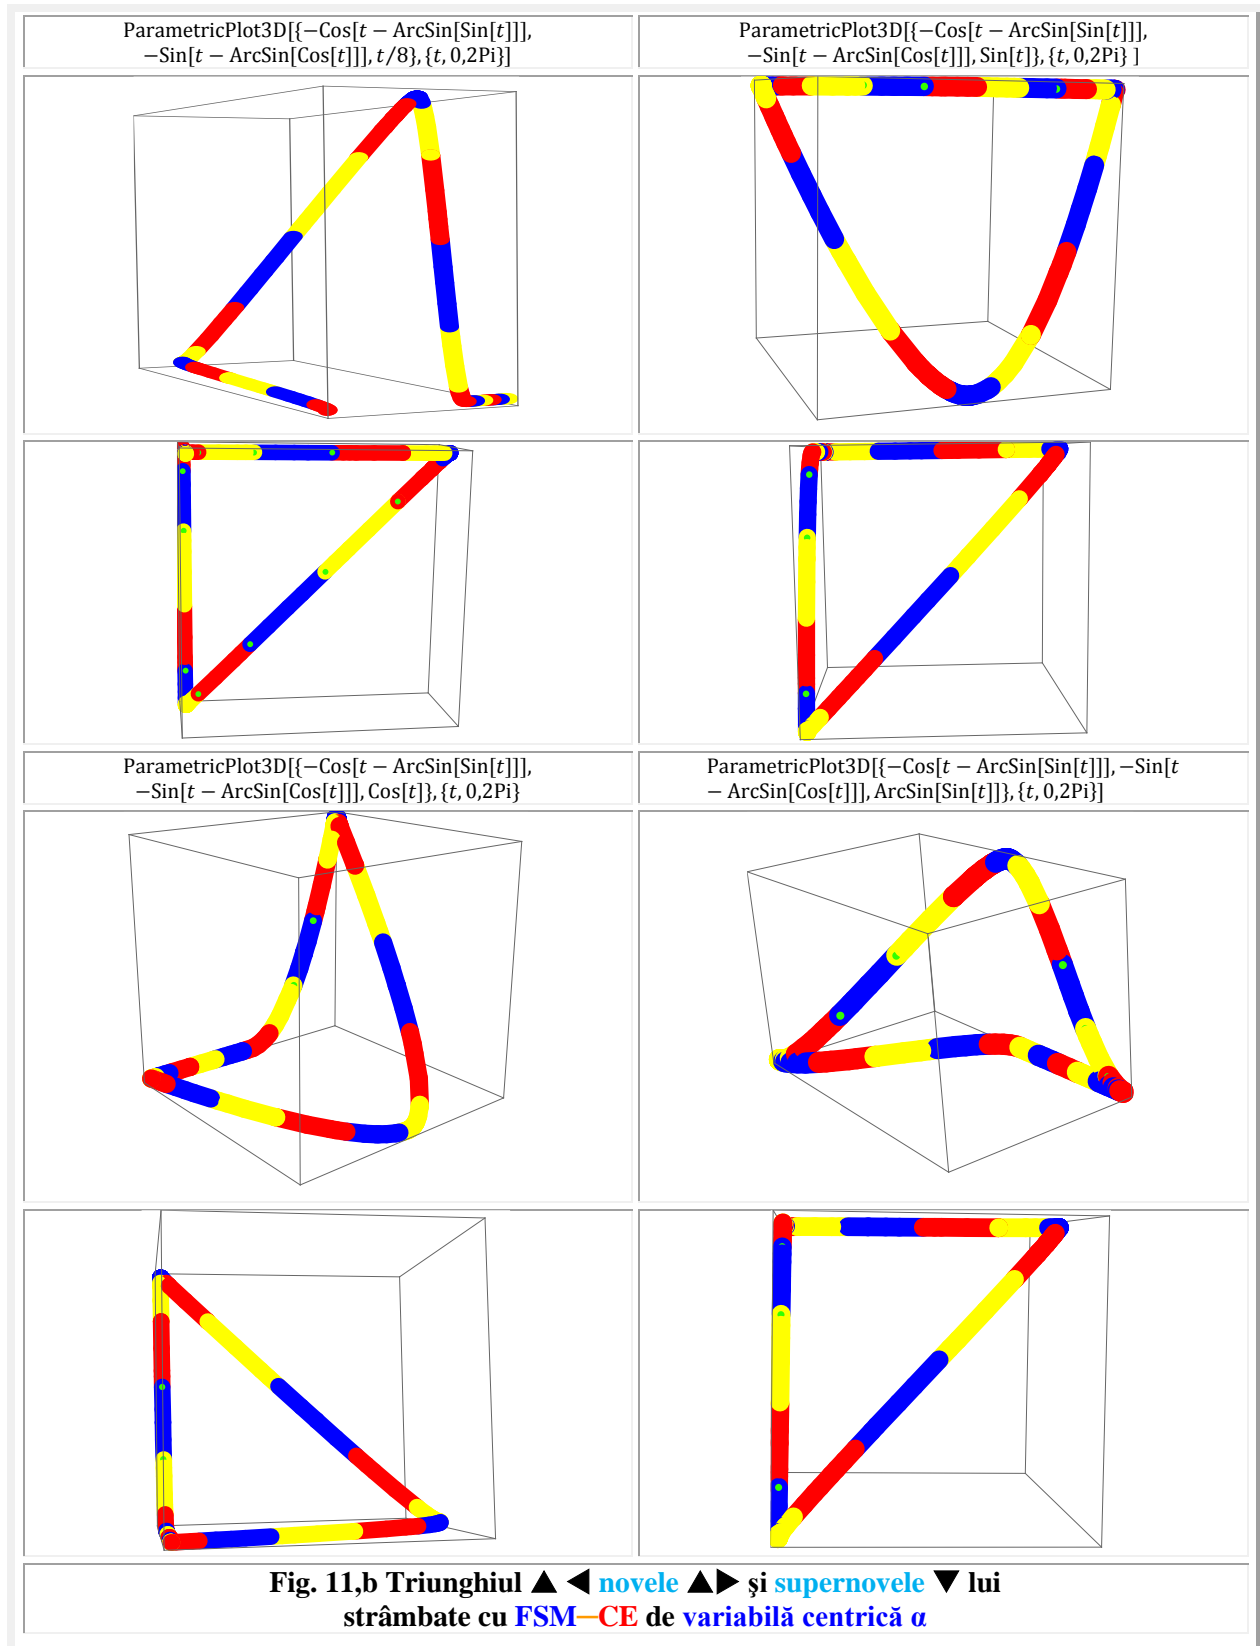 ParametricPlot3D[{−Cos[t − ArcSin[Sin[t]]],
−Sin[t − ArcSin[Cos[t]]], t/8}, {t, 0,2Pi}]
ParametricPlot3D[{−Cos[t − ArcSin[Sin[t]]],
−Sin[t − ArcSin[Cos[t]]], Sin[t]}, {t, 0,2Pi} ]
ParametricPlot3D[{−Cos[t − ArcSin[Sin[t]]],
−Sin[t − ArcSin[Cos[t]]], Cos[t]}, {t, 0,2Pi}
ParametricPlot3D[{−Cos[t − ArcSin[Sin[t]]], −Sin[t
− ArcSin[Cos[t]]], ArcSin[Sin[t]]}, {t, 0,2Pi}]
Fig. 11,b Triunghiul ▲ ◀ novele ▲▶ şi supernovele ▼ lui
strâmbate cu FSM−CE de variabilă centrică α